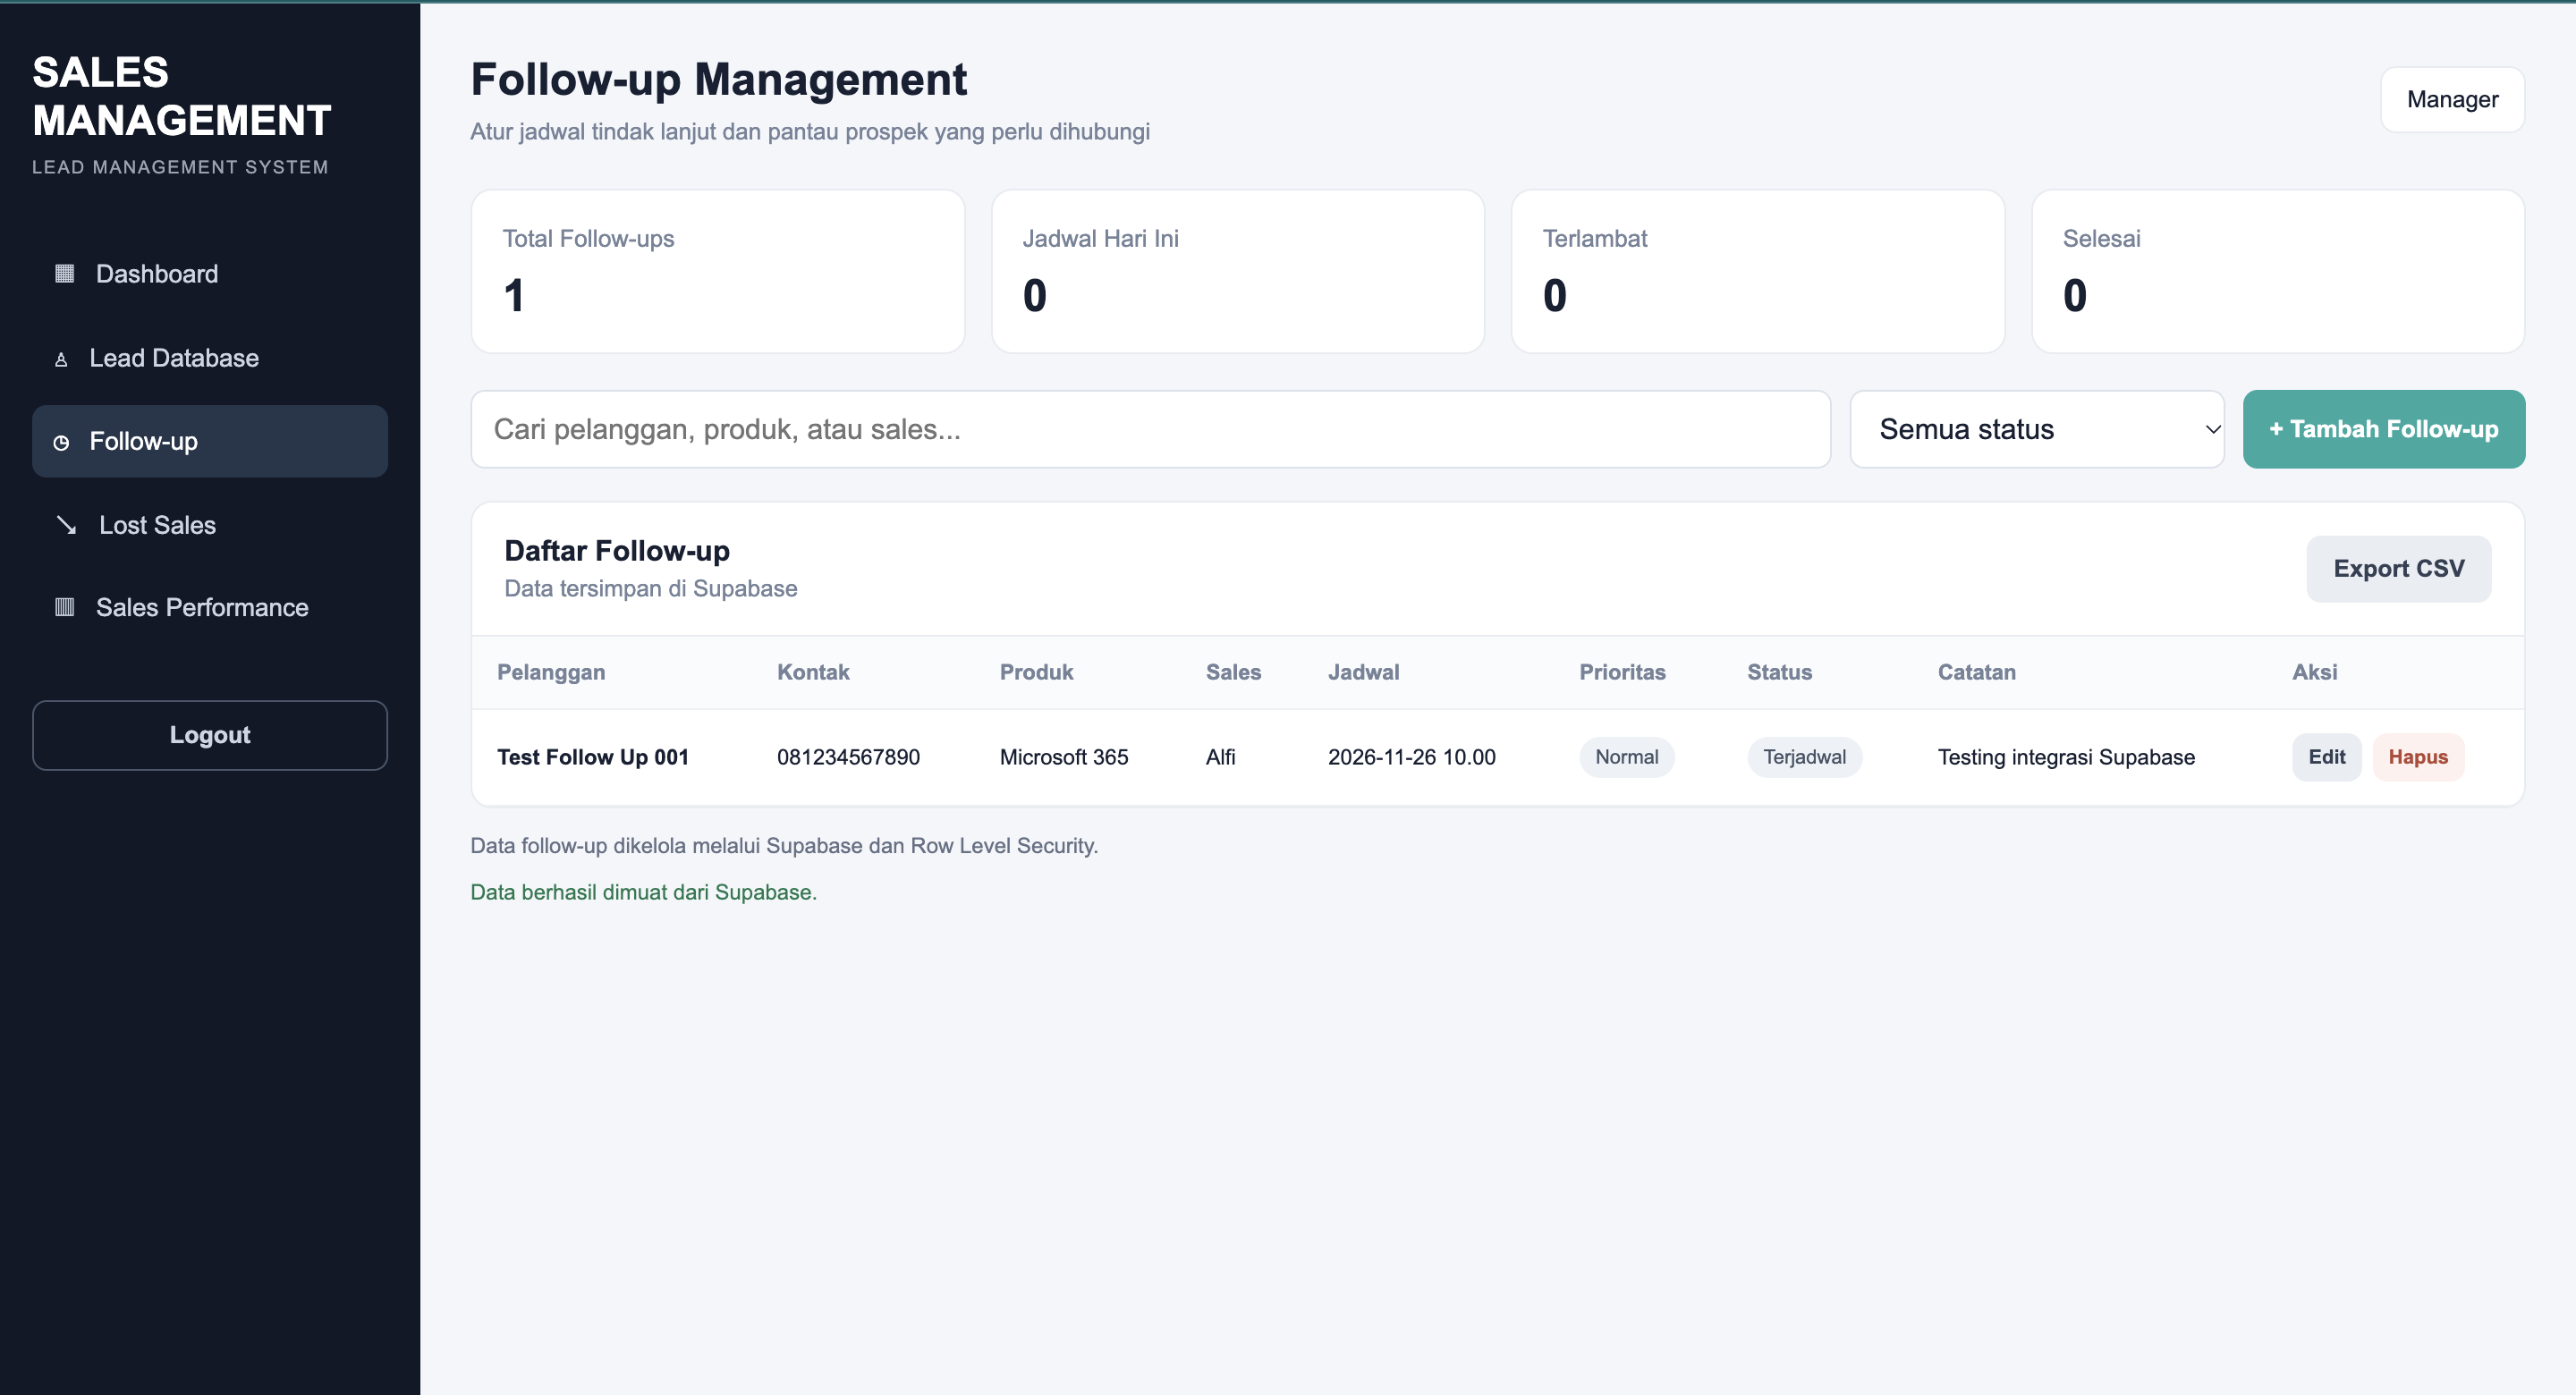 SALES
MANAGEMENT
LEAD MANAGEMENT SYSTEM
Dashboard
Lead Database
Follow-up
Lost Sales
Sales Performance
Logout
Follow-up Management
Atur jadwal tindak lanjut dan pantau prospek yang perlu dihubungi
Manager
Total Follow-ups
1
Jadwal Hari Ini
0
Terlambat
0
Selesai
0
Cari pelanggan, produk, atau sales...
Semua status
+ Tambah Follow-up
Daftar Follow-up
Data tersimpan di Supabase
Export CSV
Pelanggan Kontak Produk Sales Jadwal Prioritas Status Catatan Aksi
Test Follow Up 001 081234567890 Microsoft 365 Alfi 2026-11-26 10.00 Normal Terjadwal Testing integrasi Supabase Edit Hapus
Data follow-up dikelola melalui Supabase dan Row Level Security.
Data berhasil dimuat dari Supabase.